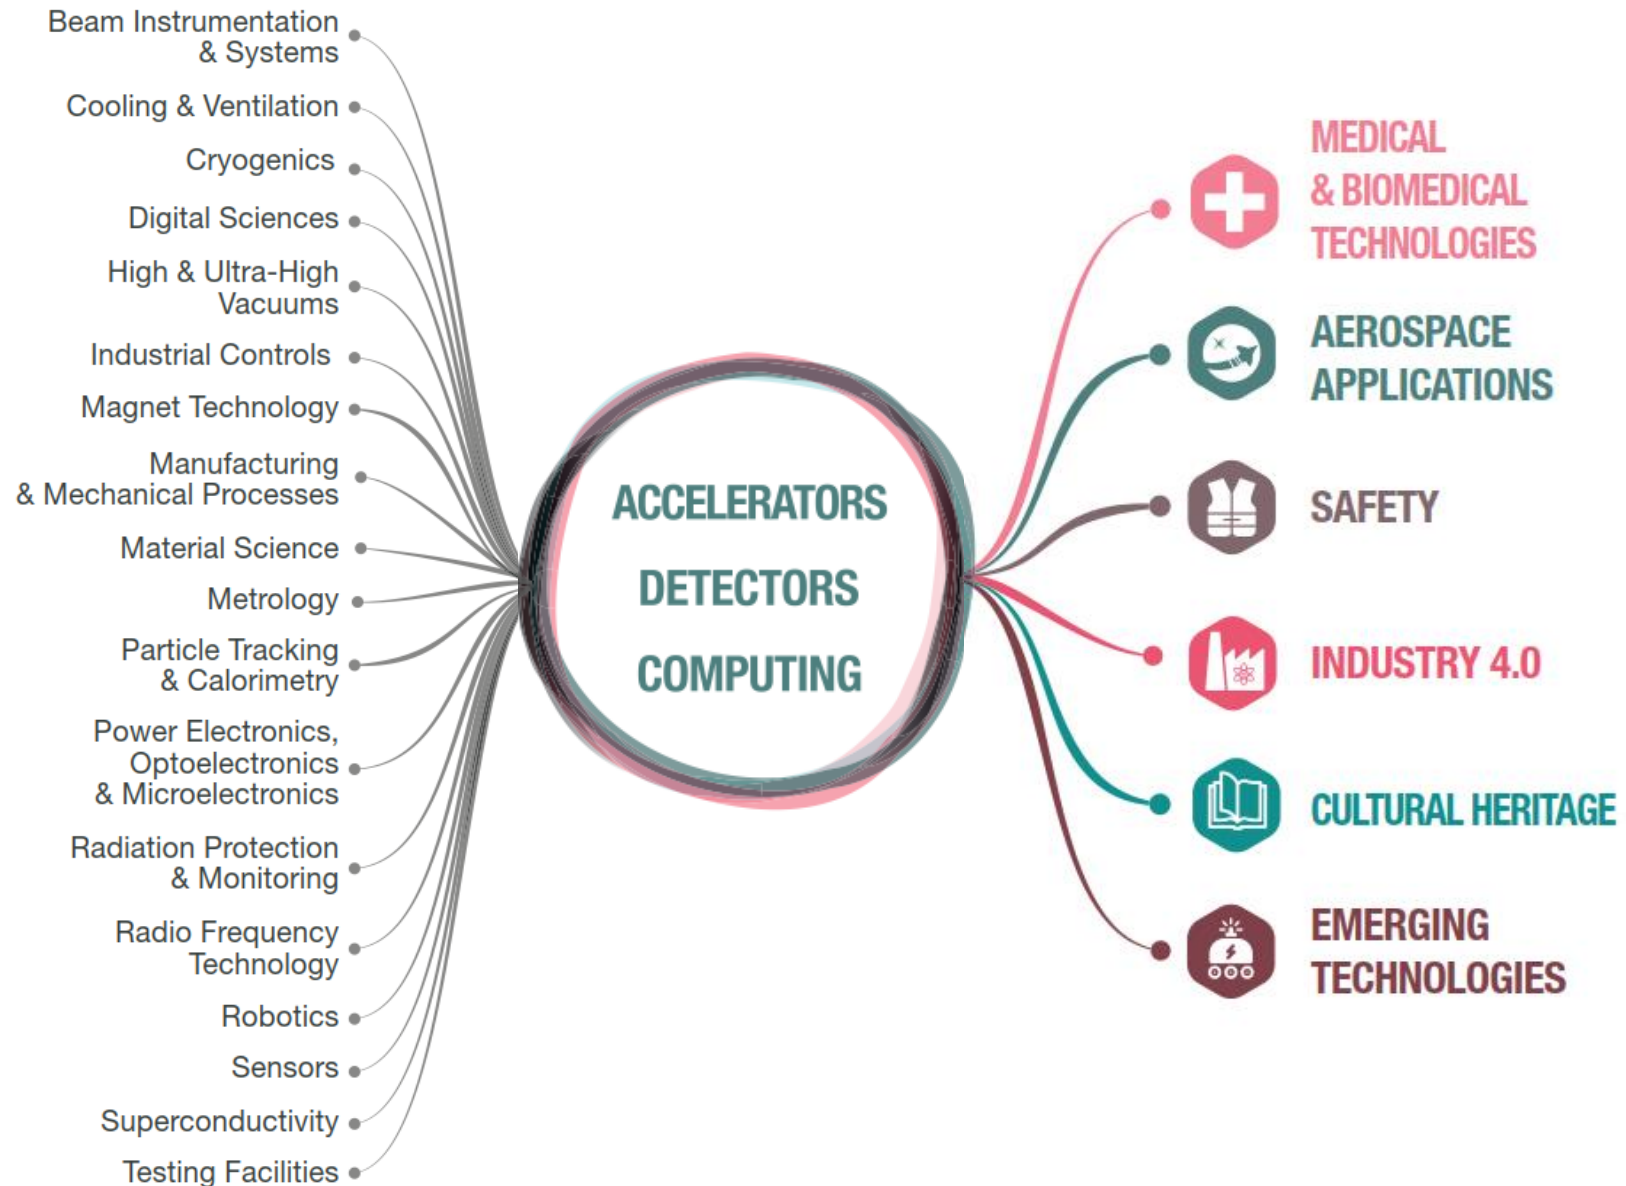 Beam Instrumentation
& Systems
Cooling & Ventilation
Cryogenics
Digital Sciences
High & Ultra-High
Vacuums
Industrial Controls
Magnet Technology
Manufacturing
& Mechanical Processes
Material Science
Metrology
Particle Tracking
& Calorimetry
Power Electronics,
Optoelectronics
& Microelectronics
Radiation Protection
& Monitoring
Radio Frequency
Technology
Robotics
Sensors
Superconductivity
Testing Facilities
ACCELERATORS
DETECTORS
COMPUTING
MEDICAL
& BIOMEDICAL
TECHNOLOGIES
AEROSPACE
APPLICATIONS
SAFETY
INDUSTRY 4.0
CULTURAL HERITAGE
EMERGING
TECHNOLOGIES